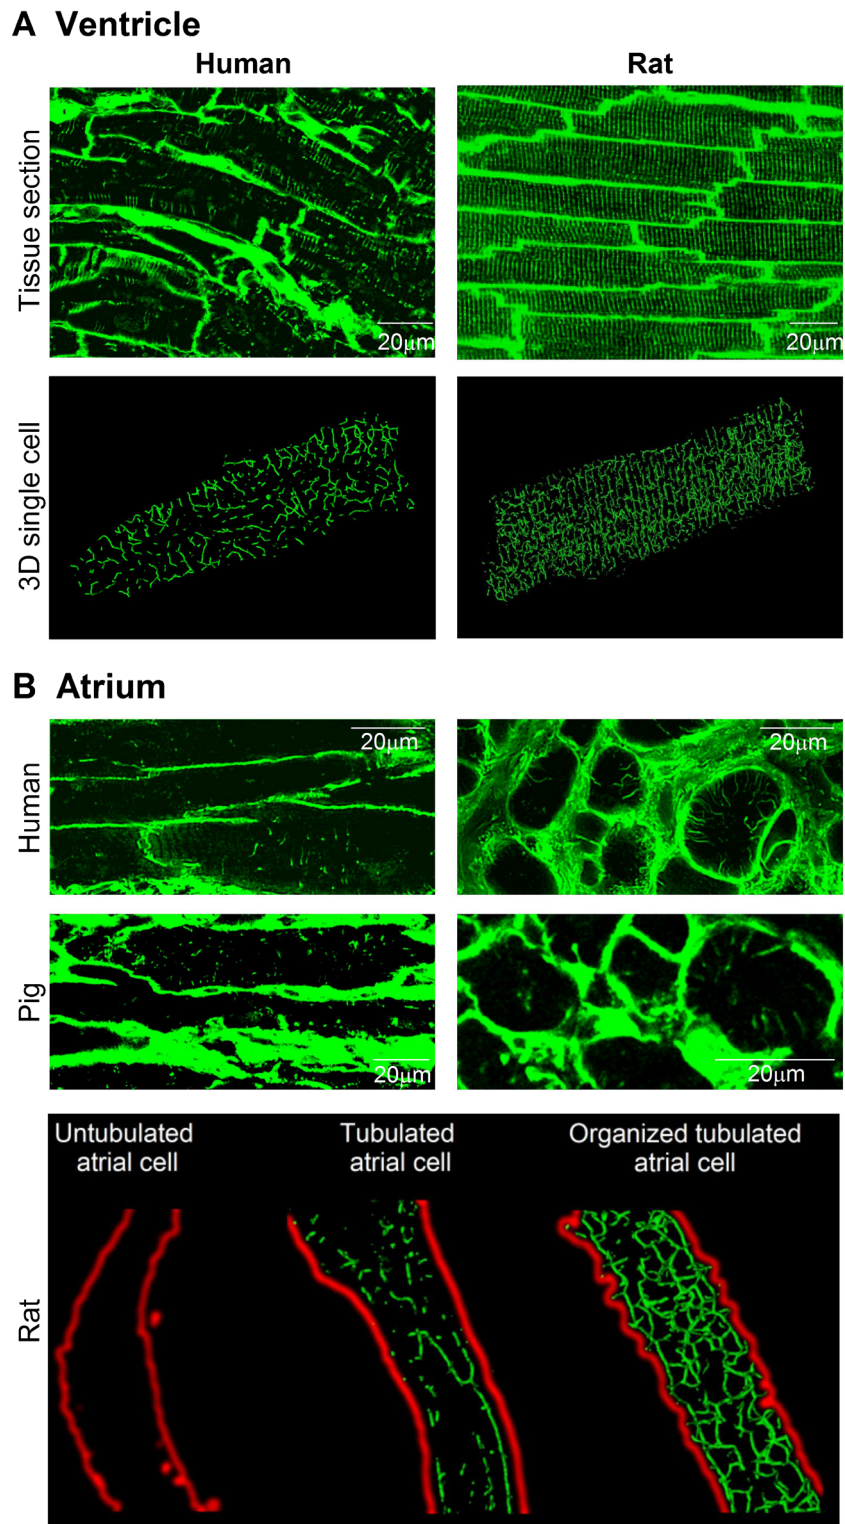 A Ventricle
Human
Rat
Tissue section
20μm
20μm
3D single cell
B Atrium
Human
20μm
20μm
Pig
20μm
20μm
Untubulated
atrial cell
Tubulated
atrial cell
Organized tubulated
atrial cell
Rat